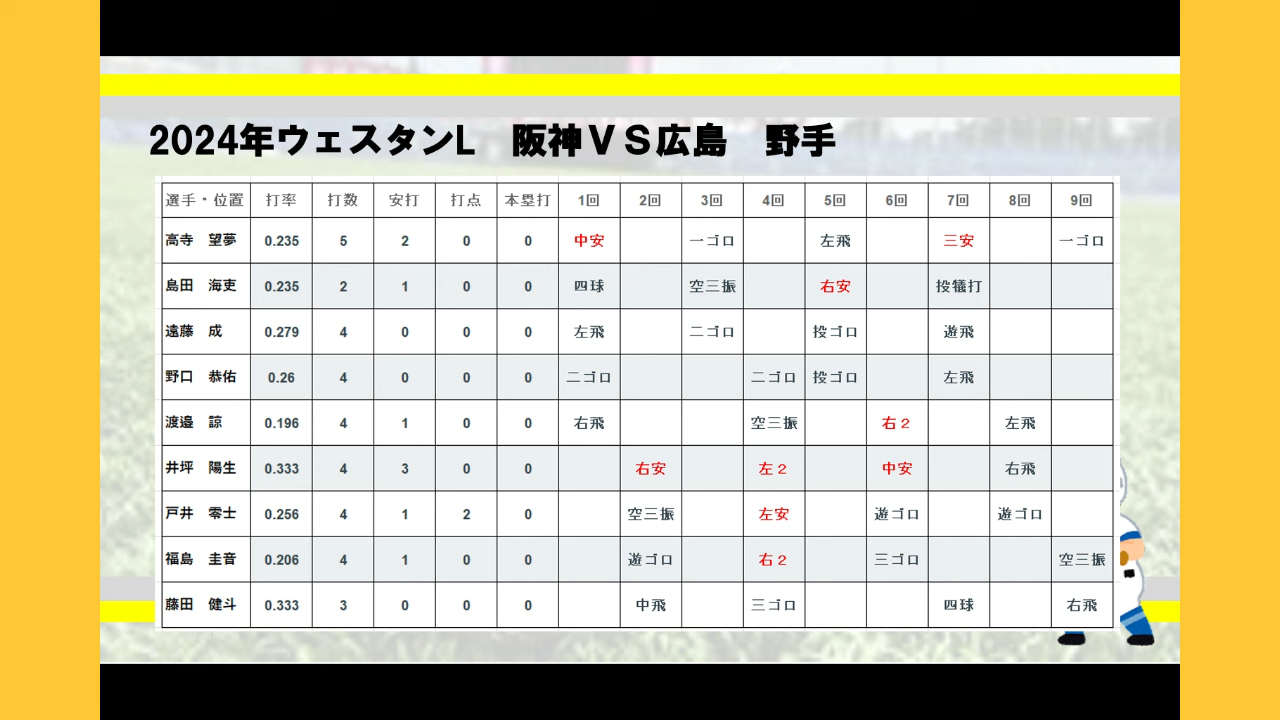 2024年ウェスタンL 阪神ＶＳ広島 野手
選手・位置 打率 打数 安打 打点 本塁打 1回 2回 3回 4回 5回 6回 7回 8回 9回
高寺 望夢 0.235 5 2 0 0 中安 一ゴロ 左飛 三安 一ゴロ
島田 海吏 0.235 2 1 0 0 四球 空三振 右安 投犠打
遠藤 成 0.279 4 0 0 0 左飛 二ゴロ 投ゴロ 遊飛
野口 恭佑 0.26 4 0 0 0 二ゴロ 二ゴロ 投ゴロ 左飛
渡邉 諒 0.196 4 1 0 0 右飛 空三振 右２ 左飛
井坪 陽生 0.333 4 3 0 0 右安 左２ 中安 右飛
戸井 零士 0.256 4 1 2 0 空三振 左安 遊ゴロ 遊ゴロ
福島 圭音 0.206 4 1 0 0 遊ゴロ 右２ 三ゴロ 空三振
藤田 健斗 0.333 3 0 0 0 中飛 三ゴロ 四球 右飛